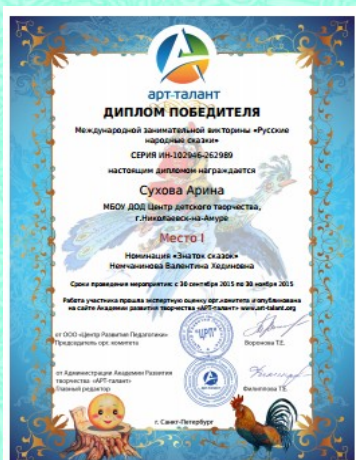 арт-талант
ДИПЛОМ ПОБЕДИТЕЛЯ
Международной занимательной викторины «Русские
народные сказки»
СЕРИЯ ИН-102946-262989
настоящим дипломом награждается
Сухова Арина
МБОУ ДОД Центр детского творчества,
г.Николаевск-на-Амуре
Место I
Номинация «Знаток сказок»
Немчанинова Валентина Хединовна
Сроки проведения мероприятия: с 30 сентября 2015 по 30 ноября 2015
Работа участника прошла экспертную оценку орг.комитета и опубликована
на сайте Академии развития творчества «АРТ-талант» www.art-talant.org
от ООО «Центр Развития Педагогики»
Председатель орг. комитета
"ЦРП"
Воронова Т.Е.
от Администрации Академии Развития
творчества «АРТ-талант»
Главный редактор
Филиппова Т.Е.
г. Санкт-Петербург